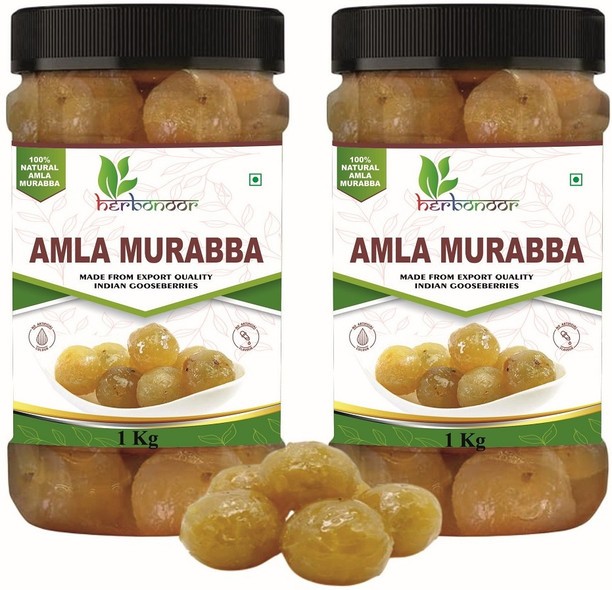 100%
NATURAL
AMLA
MURABBA
herbonoor
AMLA MURABBA
MADE FROM EXPORT QUALITY
INDIAN GOOSEBERRIES
1 Kg
100%
NATURAL
AMLA
MURABBA
herbonoor
AMLA MURABBA
MADE FROM EXPORT QUALITY
INDIAN GOOSEBERRIES
1 Kg